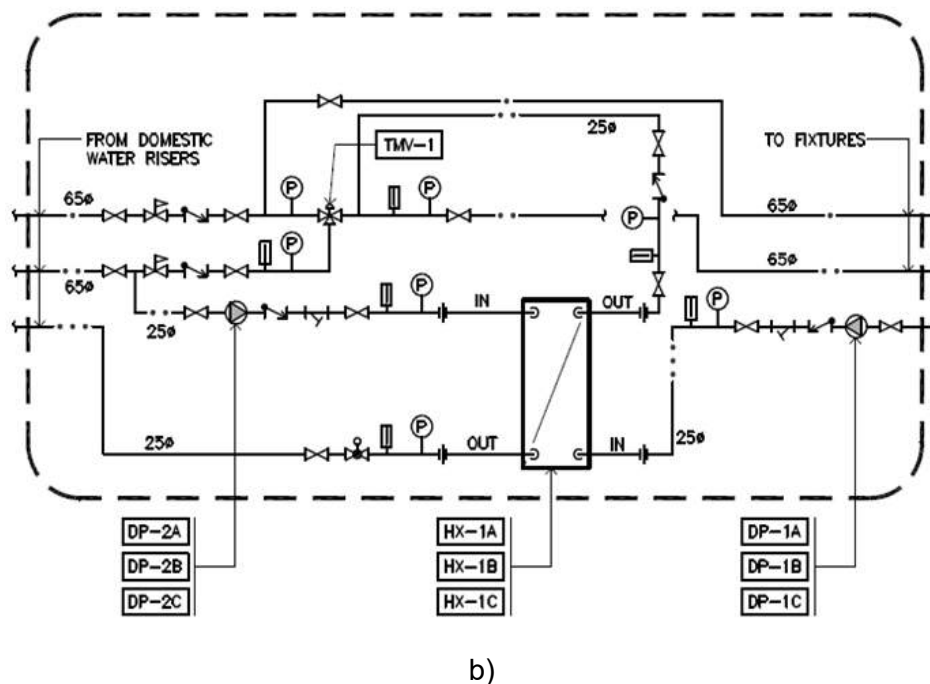 25ø
FROM DOMESTIC
WATER RISERS
TMV-1
TO FIXTURES
65ø
P
P
P
65ø
65ø
P
65ø
25ø
P
IN
OUT
P
25ø
P
OUT
IN
25ø
DP-2A
DP-2B
DP-2C
HX-1A
HX-1B
HX-1C
DP-1A
DP-1B
DP-1C
b)